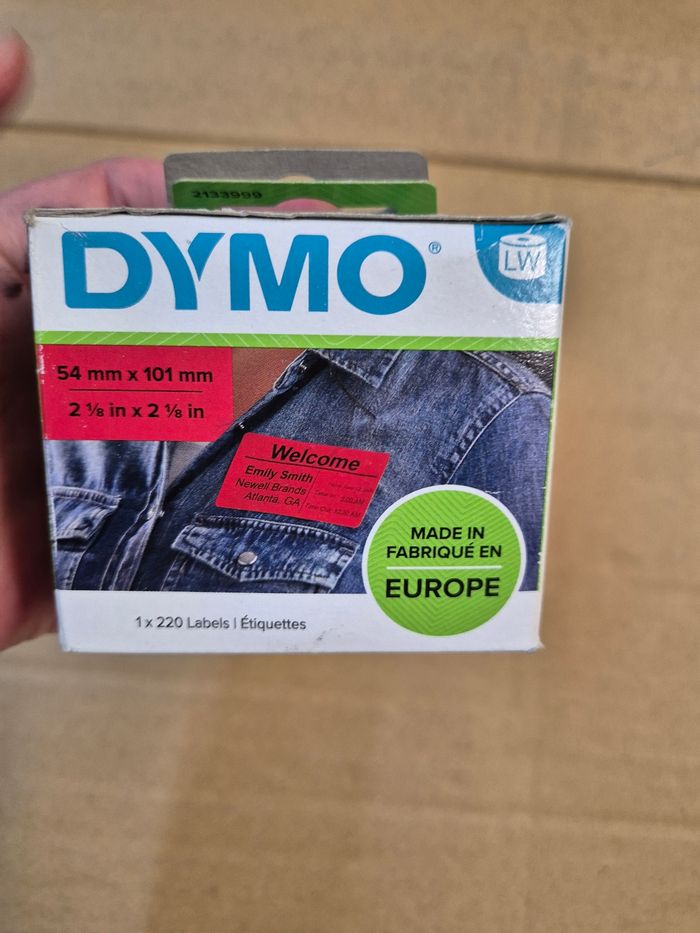 2133999
DYMO®
LW
54 mm x 101 mm
2 ⅛ in x 2 ⅛ in
Welcome
Emily Smith
Newell Brands
Atlanta, GA
MADE IN
FABRIQUÉ EN
EUROPE
1 x 220 Labels | Étiquettes